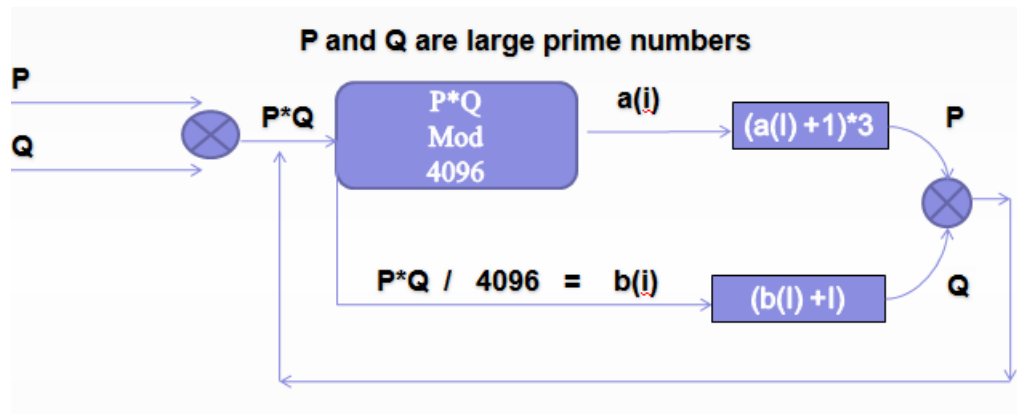 P and Q are large prime numbers
P
Q
P*Q
P*Q
Mod
4096
a(i)
(a(I) +1)*3
P
P*Q / 4096 = b(i)
(b(I) +I)
Q